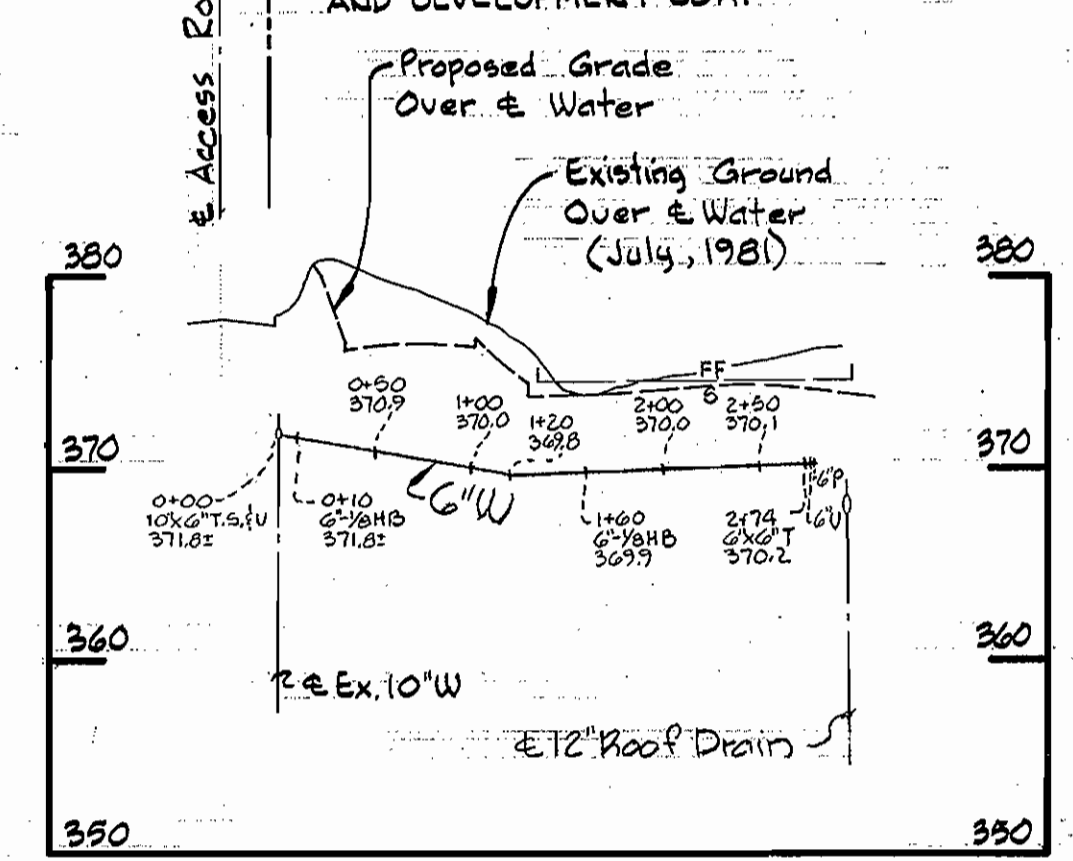 AND DEVELOPMENT
℄ Access
Proposed Grade
Over ℄ Water
Existing Ground
Over ℄ Water
(July, 1981)
380
380
FF
S
0+50
370.9
1+00
370.0
1+20
369.8
2+00
370.0
2+50
370.1
370
370
0+00
10"x6"T.S.&V
371.8±
0+10
6"-1/8HB
371.8±
6"W
1+60
6"-1/8HB
369.9
2+74
6"x6"T
370.2
6"P
6"V
360
360
℄ Ex. 10"W
℄ 12" Roof Drain
350
350